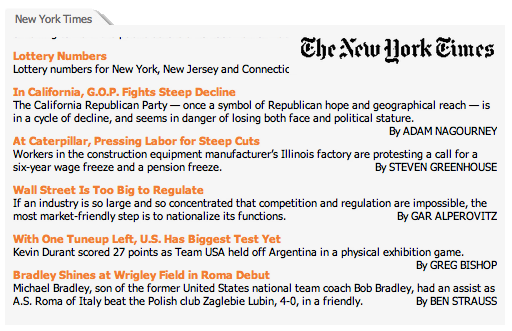 New York Times
The New York Times
Lottery Numbers
Lottery numbers for New York, New Jersey and Connectic
In California, G.O.P. Fights Steep Decline
The California Republican Party — once a symbol of Republican hope and geographical reach — is
in a cycle of decline, and seems in danger of losing both face and political stature.
By ADAM NAGOURNEY
At Caterpillar, Pressing Labor for Steep Cuts
Workers in the construction equipment manufacturer's Illinois factory are protesting a call for a
six-year wage freeze and a pension freeze. By STEVEN GREENHOUSE
Wall Street Is Too Big to Regulate
If an industry is so large and so concentrated that competition and regulation are impossible, the
most market-friendly step is to nationalize its functions. By GAR ALPEROVITZ
With One Tuneup Left, U.S. Has Biggest Test Yet
Kevin Durant scored 27 points as Team USA held off Argentina in a physical exhibition game.
By GREG BISHOP
Bradley Shines at Wrigley Field in Roma Debut
Michael Bradley, son of the former United States national team coach Bob Bradley, had an assist as
A.S. Roma of Italy beat the Polish club Zaglebie Lubin, 4-0, in a friendly. By BEN STRAUSS